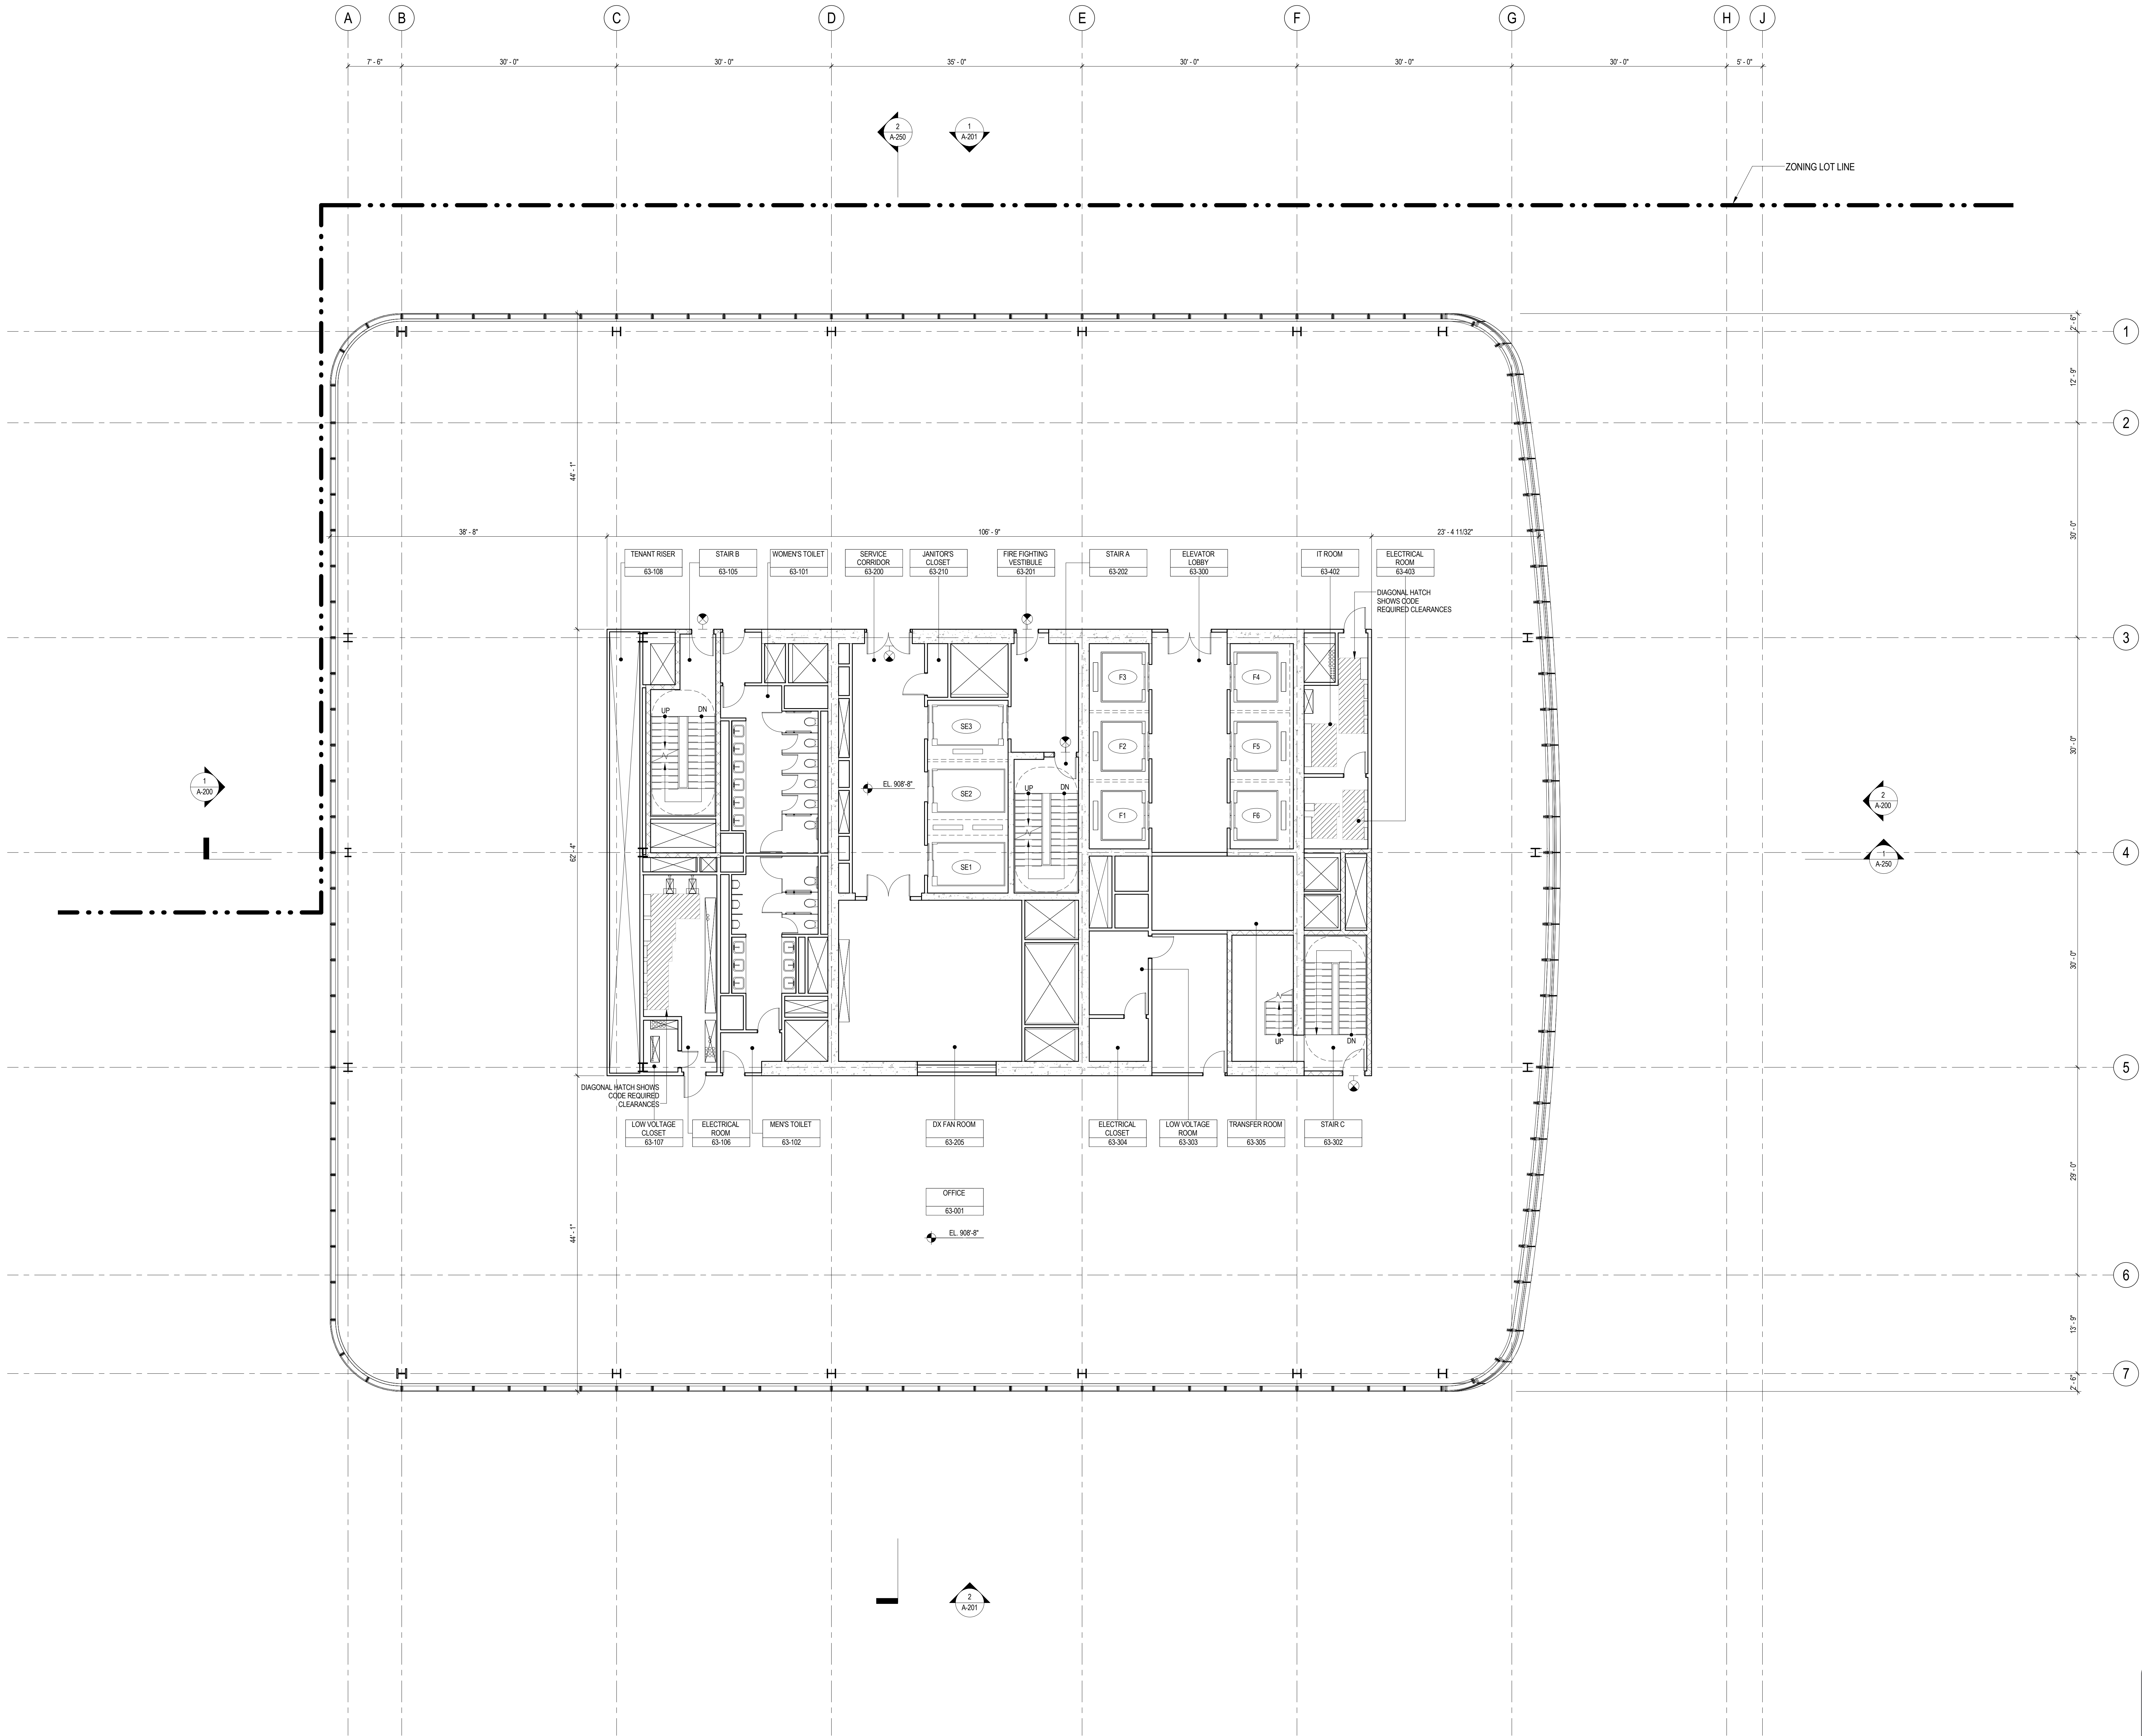 A B C D E F G H J
7' - 6" 30' - 0" 30' - 0" 35' - 0" 30' - 0" 30' - 0" 30' - 0" 5' - 0"
2
A-250
1
A-201
ZONING LOT LINE
2' - 6"
1
12' - 9"
2
44' - 1"
30' - 0"
38' - 8" 106' - 9" 23' - 4 11/32"
TENANT RISER
63-108
STAIR B
63-105
WOMEN'S TOILET
63-101
SERVICE
CORRIDOR
63-200
JANITOR'S
CLOSET
63-210
FIRE FIGHTING
VESTIBULE
63-201
STAIR A
63-202
ELEVATOR
LOBBY
63-300
IT ROOM
63-402
ELECTRICAL
ROOM
63-403
DIAGONAL HATCH
SHOWS CODE
REQUIRED CLEARANCES
3
F3
F4
UP DN
SE3
F2
F5
30' - 0"
1
A-200
EL. 908'-8"
SE2
UP DN
F1
F6
2
A-200
62' - 4"
SE1
4
1
A-250
30' - 0"
UP
DN
5
DIAGONAL HATCH SHOWS
CODE REQUIRED
CLEARANCES
LOW VOLTAGE
CLOSET
63-107
ELECTRICAL
ROOM
63-106
MEN'S TOILET
63-102
DX FAN ROOM
63-205
ELECTRICAL
CLOSET
63-304
LOW VOLTAGE
ROOM
63-303
TRANSFER ROOM
63-305
STAIR C
63-302
29' - 0"
OFFICE
63-001
44' - 1"
EL. 908'-8"
6
13' - 9"
7
2' - 6"
2
A-201